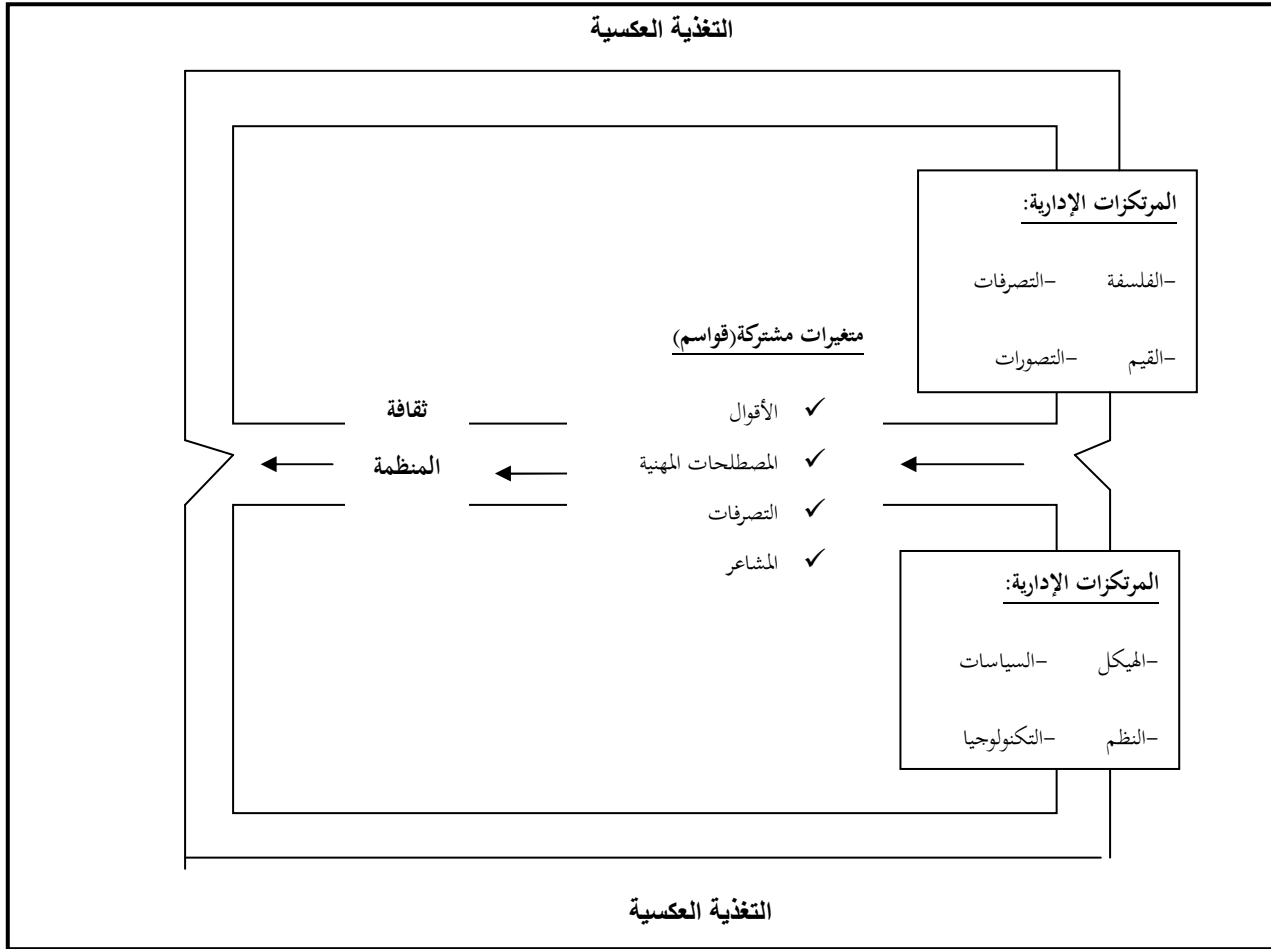 التغذية العكسية
المرتكزات الإدارية:
-الفلسفة -التصرفات
-القيم -التصورات
متغيرات مشتركة(قواسم)
✓ الأقوال
✓ المصطلحات المهنية
✓ التصرفات
✓ المشاعر
ثقافة
المنظمة
المرتكزات الإدارية:
-الهيكل -السياسات
-النظم -التكنولوجيا
التغذية العكسية